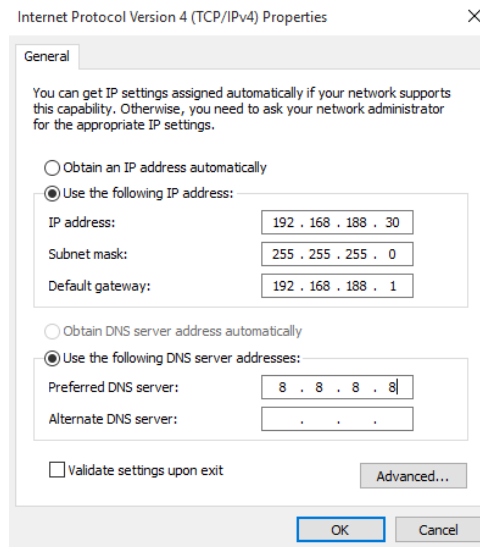 Internet Protocol Version 4 (TCP/IPv4) Properties
General
You can get IP settings assigned automatically if your network supports
this capability. Otherwise, you need to ask your network administrator
for the appropriate IP settings.
Obtain an IP address automatically
Use the following IP address:
IP address: 192 . 168 . 188 . 30
Subnet mask: 255 . 255 . 255 . 0
Default gateway: 192 . 168 . 188 . 1
Obtain DNS server address automatically
Use the following DNS server addresses:
Preferred DNS server: 8 . 8 . 8 . 8
Alternate DNS server: . . .
Validate settings upon exit
Advanced...
OK Cancel